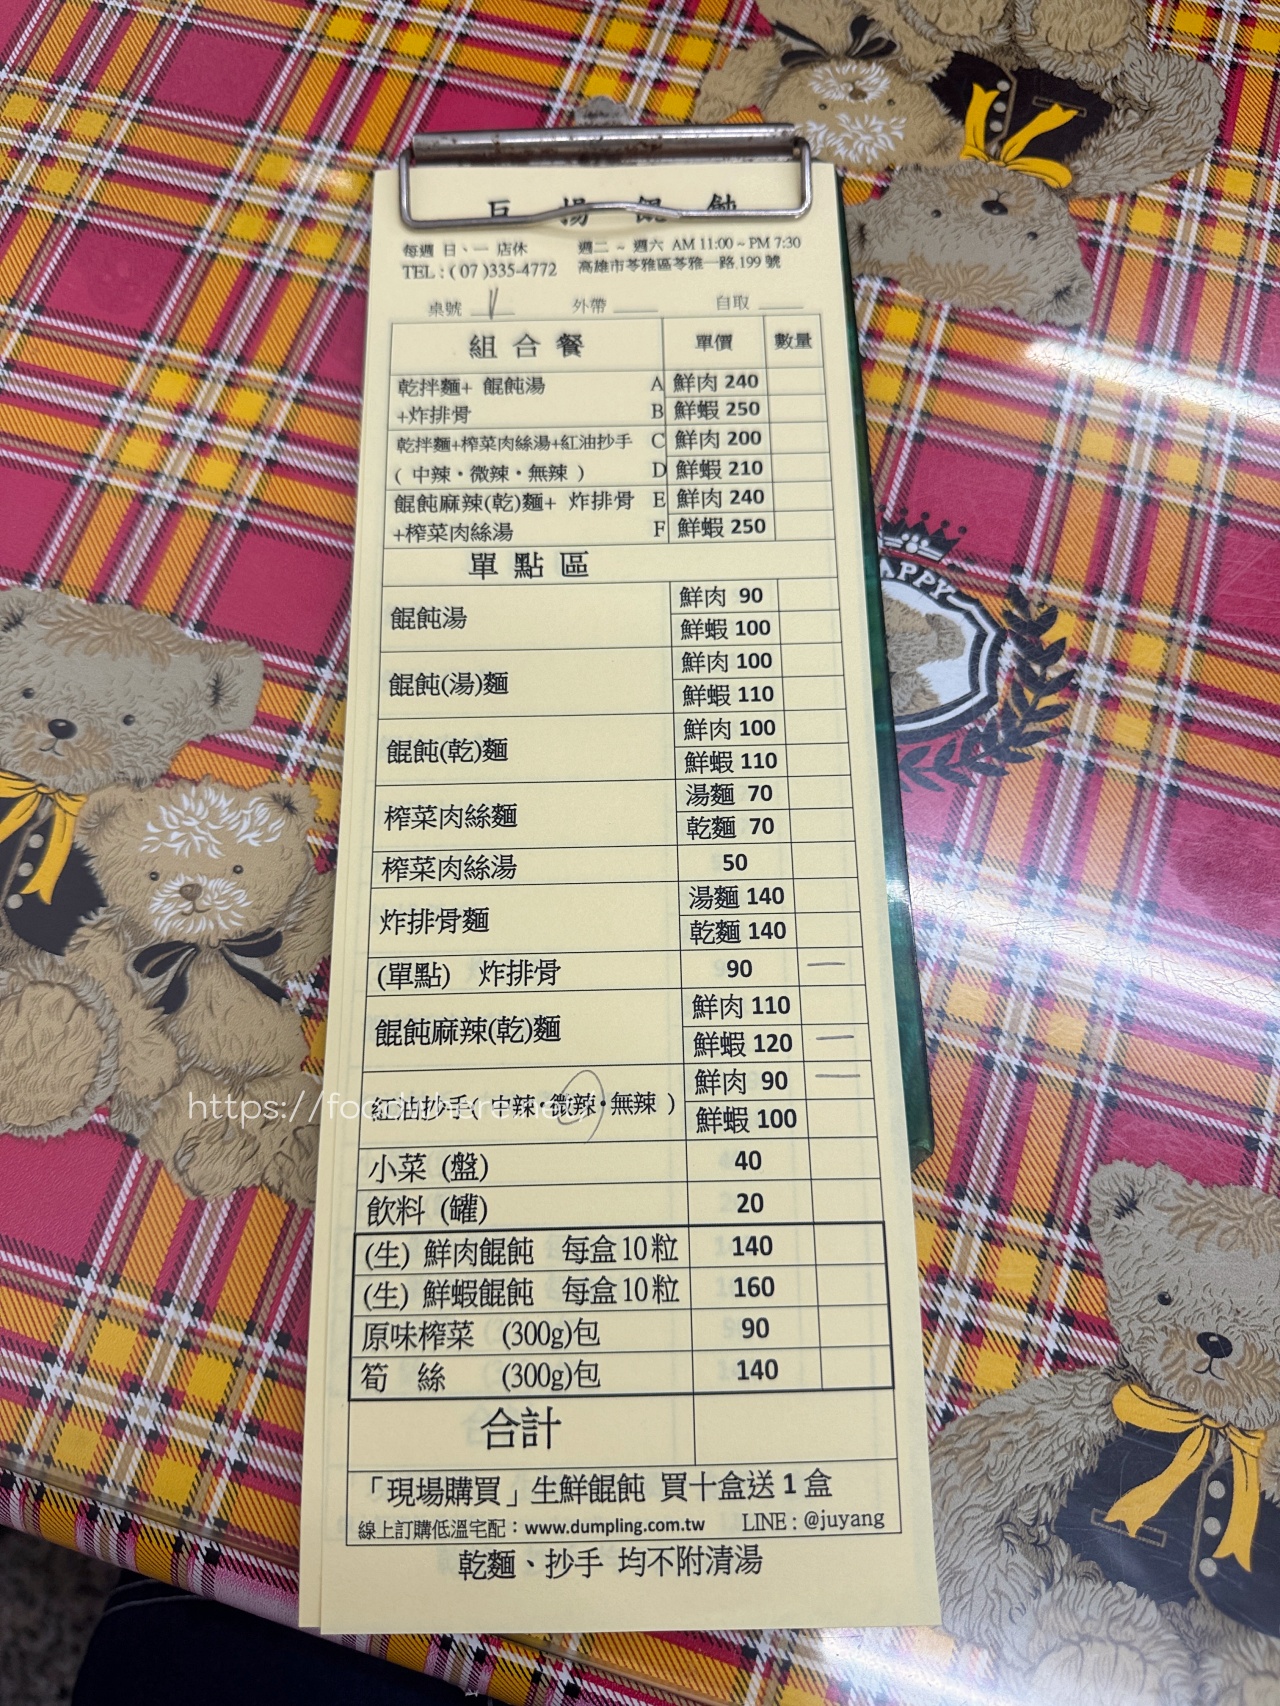 巨揚餛飩
每週 日、一 店休 週二 ~ 週六 AM 11:00 ~ PM 7:30
TEL : ( 07 )335-4772 高雄市苓雅區苓雅一路 199 號
桌號 外帶 自取
組合餐 單價 數量
乾拌麵+ 餛飩湯 A 鮮肉 240
+炸排骨 B 鮮蝦 250
乾拌麵+榨菜肉絲湯+紅油抄手 C 鮮肉 200
( 中辣・微辣・無辣 ) D 鮮蝦 210
餛飩麻辣(乾)麵+ 炸排骨 E 鮮肉 240
+榨菜肉絲湯 F 鮮蝦 250
單點區
餛飩湯 鮮肉 90
鮮蝦 100
餛飩(湯)麵 鮮肉 100
鮮蝦 110
餛飩(乾)麵 鮮肉 100
鮮蝦 110
榨菜肉絲麵 湯麵 70
乾麵 70
榨菜肉絲湯 50
炸排骨麵 湯麵 140
乾麵 140
(單點) 炸排骨 90 一
餛飩麻辣(乾)麵 鮮肉 110
鮮蝦 120 一
紅油抄手( 中辣・微辣・無辣 ) 鮮肉 90 一
鮮蝦 100
小菜 (盤) 40
飲料 (罐) 20
(生) 鮮肉餛飩 每盒10粒 140
(生) 鮮蝦餛飩 每盒10粒 160
原味榨菜 (300g)包 90
筍 絲 (300g)包 140
合計
「現場購買」生鮮餛飩 買十盒送 1 盒
線上訂購低溫宅配：www.dumpling.com.tw LINE : @juyang
乾麵、抄手 均不附清湯
APPY